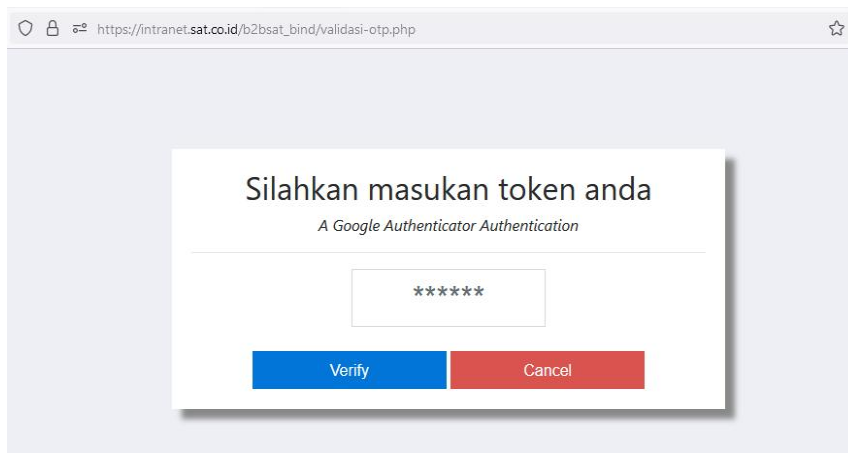 https://intranet.sat.co.id/b2bsat_bind/validasi-otp.php
Silahkan masukan token anda
A Google Authenticator Authentication
******
Verify Cancel